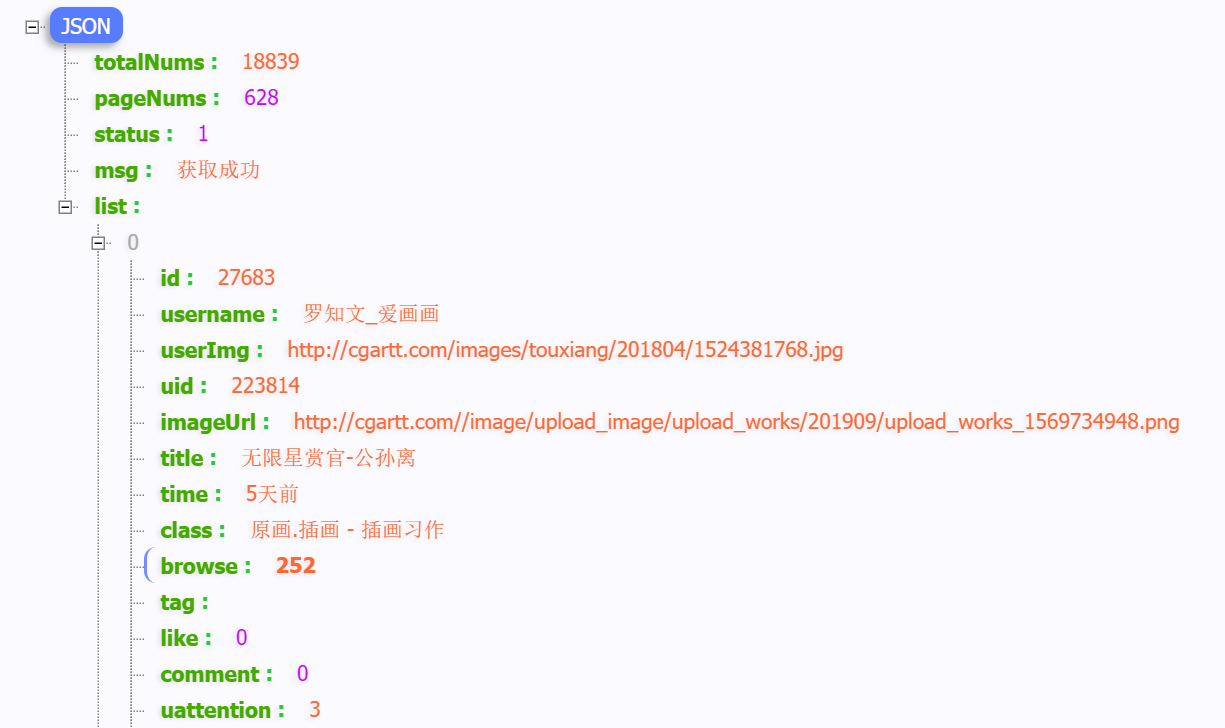 JSON
totalNums : 18839
pageNums : 628
status : 1
msg : 获取成功
list :
0
id : 27683
username : 罗知文_爱画画
userImg : http://cgartt.com/images/touxiang/201804/1524381768.jpg
uid : 223814
imageUrl : http://cgartt.com//image/upload_image/upload_works/201909/upload_works_1569734948.png
title : 无限星赏官-公孙离
time : 5天前
class : 原画.插画 - 插画习作
browse : 252
tag :
like : 0
comment : 0
uattention : 3